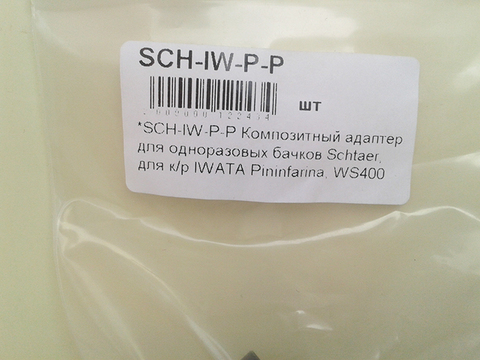 SCH-IW-P-P
шт
*SCH-IW-P-P Композитный адаптер
для одноразовых бачков Schtaer,
для к/р IWATA Pininfarina, WS400